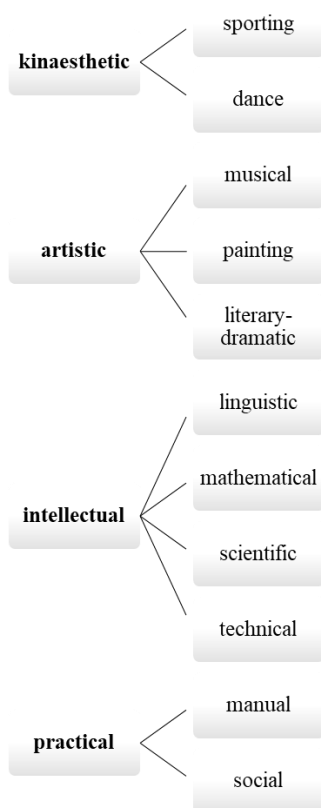 kinaesthetic
sporting
dance
artistic
musical
painting
literary-
dramatic
intellectual
linguistic
mathematical
scientific
technical
practical
manual
social